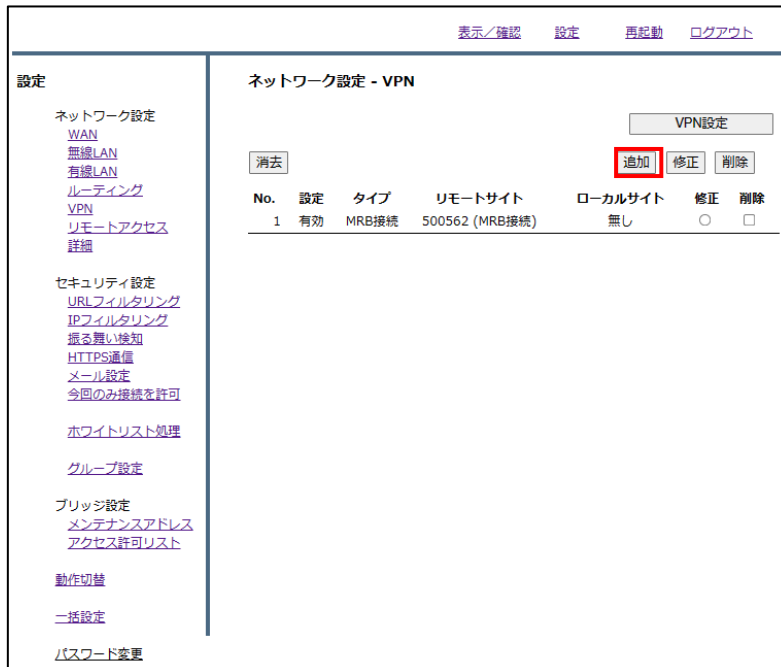 表示／確認 設定 再起動 ログアウト
設定
ネットワーク設定
WAN
無線LAN
有線LAN
ルーティング
VPN
リモートアクセス
詳細
セキュリティ設定
URLフィルタリング
IPフィルタリング
振る舞い検知
HTTPS通信
メール設定
今回のみ接続を許可
ホワイトリスト処理
グループ設定
ブリッジ設定
メンテナンスアドレス
アクセス許可リスト
動作切替
一括設定
パスワード変更
ネットワーク設定 - VPN
VPN設定
消去 追加 修正 削除
No. 設定 タイプ リモートサイト ローカルサイト 修正 削除
1 有効 MRB接続 500562 (MRB接続) 無し